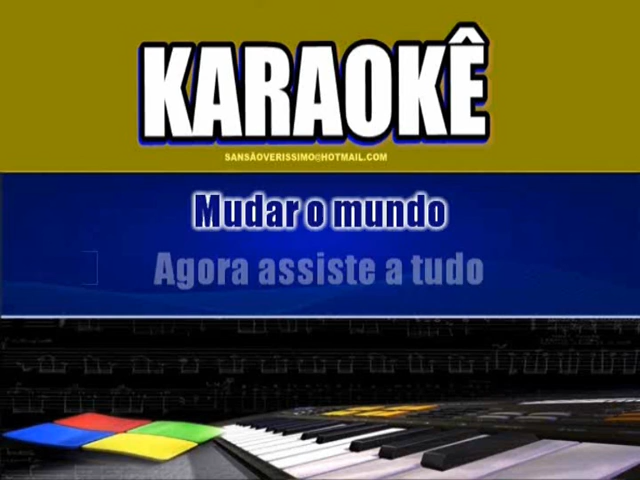 KARAOKÊ
SANSÃOVERISSIMO@HOTMAIL.COM
Mudar o mundo
Agora assiste a tudo